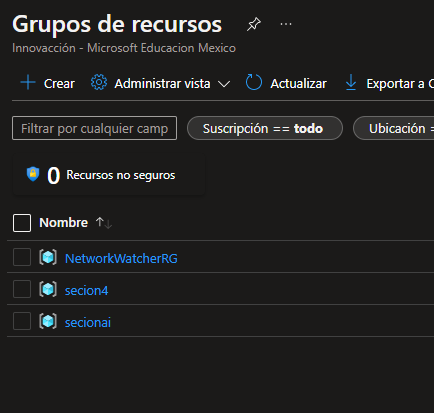 Grupos de recursos
Innovacción - Microsoft Educacion Mexico
Crear Administrar vista Actualizar Exportar a
Filtrar por cualquier camp Suscripción == todo Ubicación
0 Recursos no seguros
Nombre
NetworkWatcherRG
secion4
secionai